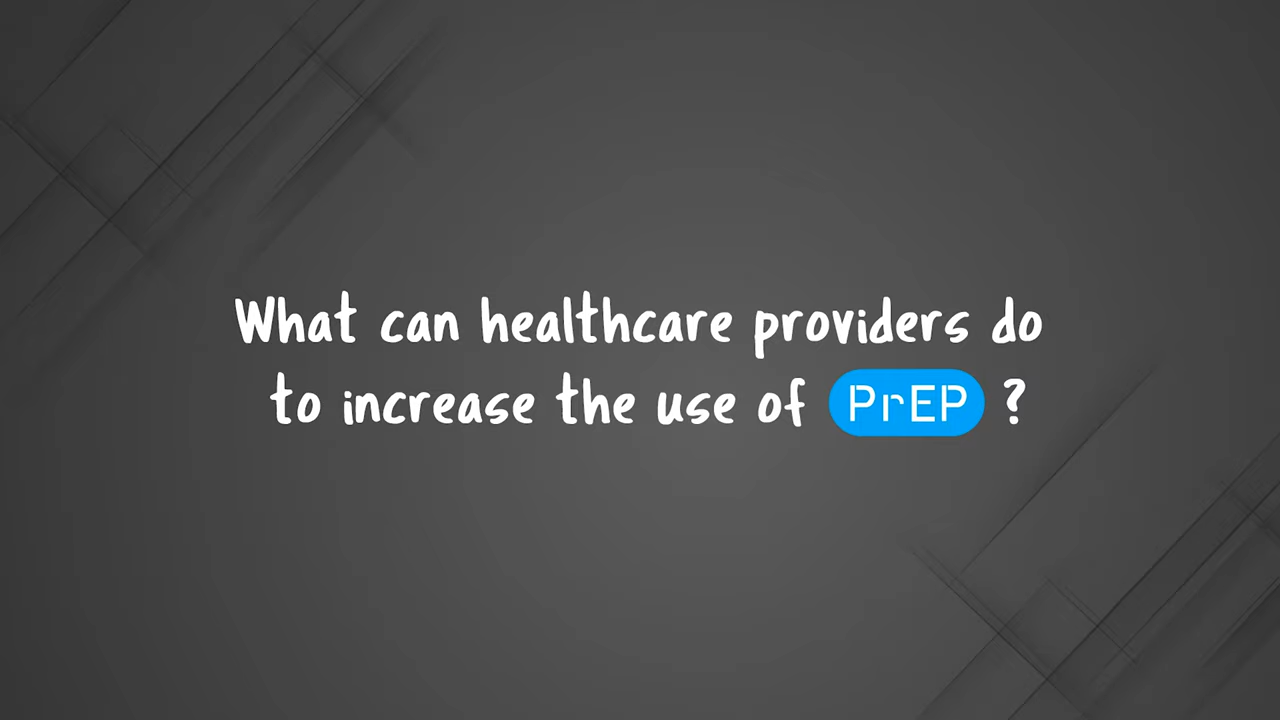 What can healthcare providers do
to increase the use of PrEP ?